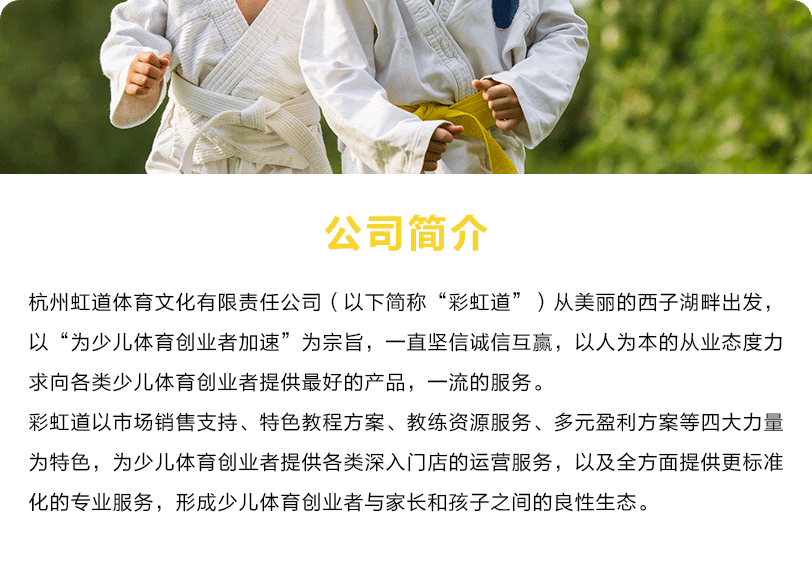 公司简介
杭州虹道体育文化有限责任公司（以下简称“彩虹道”）从美丽的西子湖畔出发，
以“为少儿体育创业者加速”为宗旨，一直坚信诚信互赢，以人为本的从业态度力
求向各类少儿体育创业者提供最好的产品，一流的服务。
彩虹道以市场销售支持、特色教程方案、教练资源服务、多元盈利方案等四大力量
为特色，为少儿体育创业者提供各类深入门店的运营服务，以及全方面提供更标准
化的专业服务，形成少儿体育创业者与家长和孩子之间的良性生态。